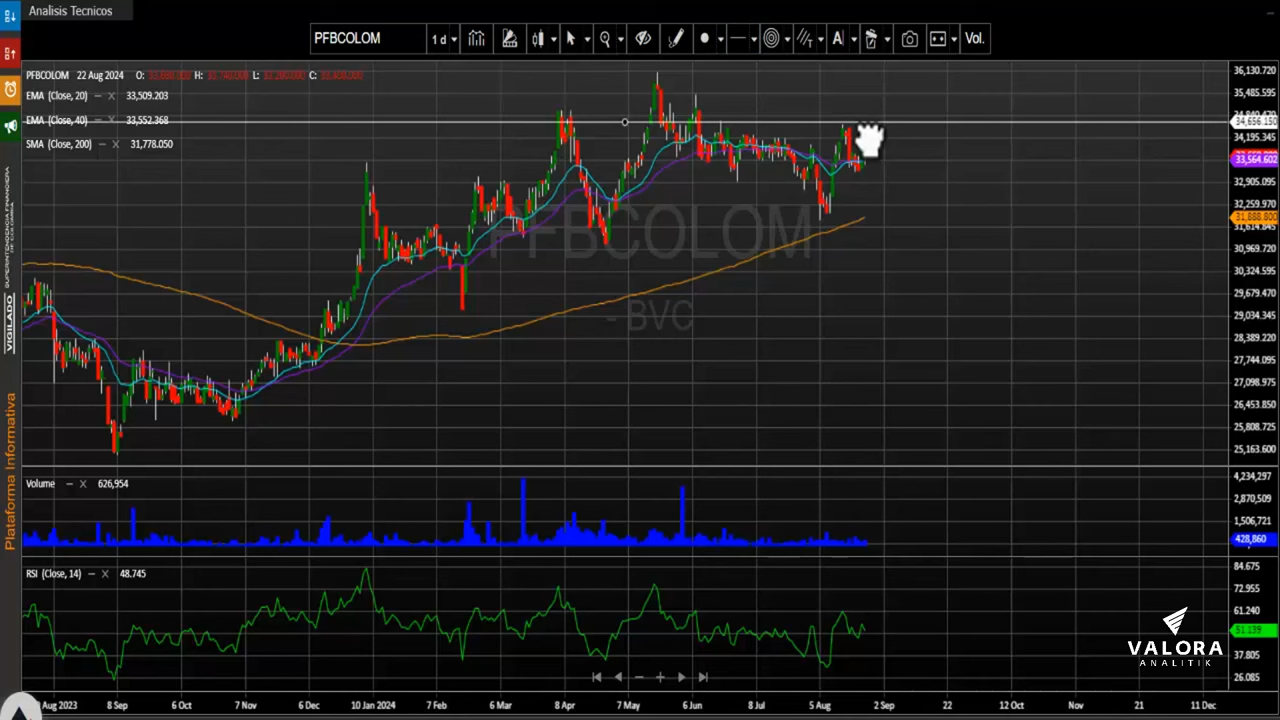 Analisis Tecnicos
PFBCOLOM
1 d
A
Vol.
PFBCOLOM 22 Aug 2024 O: H: L: C:
EMA (Close, 20) – X 33,509.203
EMA (Close, 40) – X 33,552.368
SMA (Close, 200) – X 31,778.050
PFBCOLOM
- BVC
36,130.720
35,485.595
34,656.150
34,195.345
33,564.602
32,905.095
32,259.970
31,888.800
31,614.845
30,969.720
30,324.595
29,679.470
29,034.345
28,389.220
27,744.095
27,098.975
26,453.850
25,808.725
25,163.600
Volume – X 626,954
4,234,297
2,870,509
1,506,721
428,860
RSI (Close, 14) – X 48.745
84.675
72.955
61.240
51.139
37.805
26.085
Aug 2023
8 Sep
6 Oct
7 Nov
6 Dec
10 Jan 2024
7 Feb
6 Mar
8 Apr
7 May
6 Jun
8 Jul
5 Aug
2 Sep
22
12 Oct
Nov
21
11 Dec
VIGILADO
Plataforma Informativa
VALORA
ANALITIK